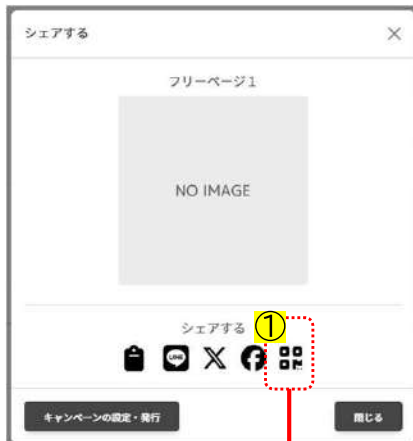 シェアする
フリーページ1
NO IMAGE
シェアする ①
LINE
キャンペーンの設定・発行
閉じる